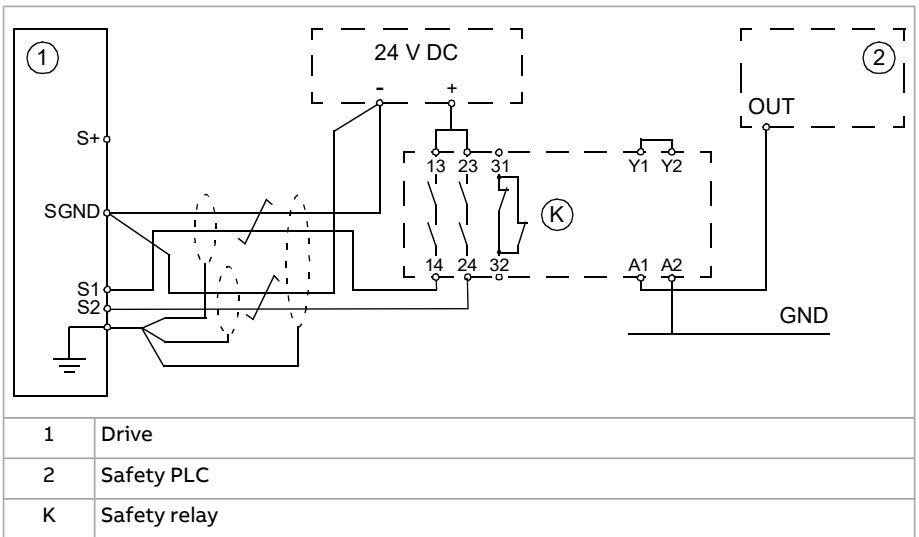 1
24 V DC
2
- +
OUT
S+
13 23 31
Y1 Y2
SGND
K
14 24 32
A1 A2
S1
S2
GND
1 Drive
2 Safety PLC
K Safety relay